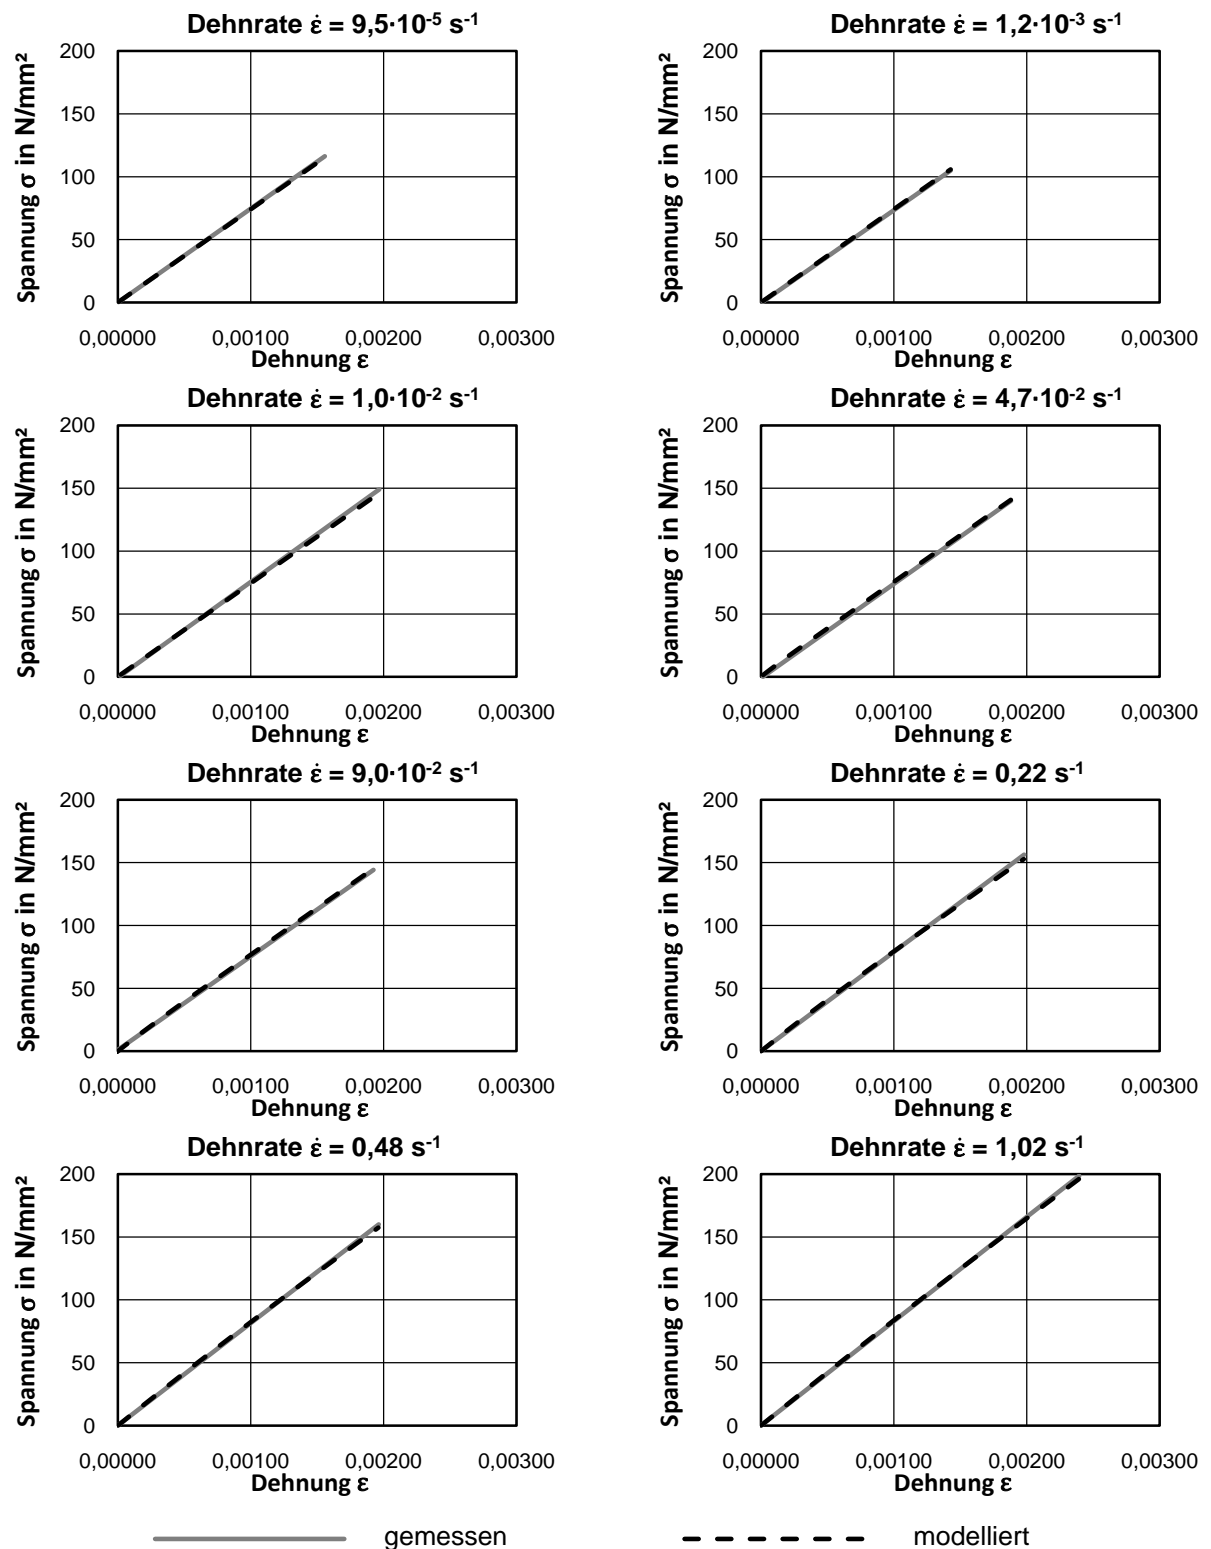 Dehnrate ε̇ = 9,5·10⁻⁵ s⁻¹
Spannung σ in N/mm²
200
150
100
50
0
0,00000 0,00100 0,00200 0,00300
Dehnung ε
Dehnrate ε̇ = 1,2·10⁻³ s⁻¹
Spannung σ in N/mm²
200
150
100
50
0
0,00000 0,00100 0,00200 0,00300
Dehnung ε
Dehnrate ε̇ = 1,0·10⁻² s⁻¹
Spannung σ in N/mm²
200
150
100
50
0
0,00000 0,00100 0,00200 0,00300
Dehnung ε
Dehnrate ε̇ = 4,7·10⁻² s⁻¹
Spannung σ in N/mm²
200
150
100
50
0
0,00000 0,00100 0,00200 0,00300
Dehnung ε
Dehnrate ε̇ = 9,0·10⁻² s⁻¹
Spannung σ in N/mm²
200
150
100
50
0
0,00000 0,00100 0,00200 0,00300
Dehnung ε
Dehnrate ε̇ = 0,22 s⁻¹
Spannung σ in N/mm²
200
150
100
50
0
0,00000 0,00100 0,00200 0,00300
Dehnung ε
Dehnrate ε̇ = 0,48 s⁻¹
Spannung σ in N/mm²
200
150
100
50
0
0,00000 0,00100 0,00200 0,00300
Dehnung ε
Dehnrate ε̇ = 1,02 s⁻¹
Spannung σ in N/mm²
200
150
100
50
0
0,00000 0,00100 0,00200 0,00300
Dehnung ε
gemessen modelliert